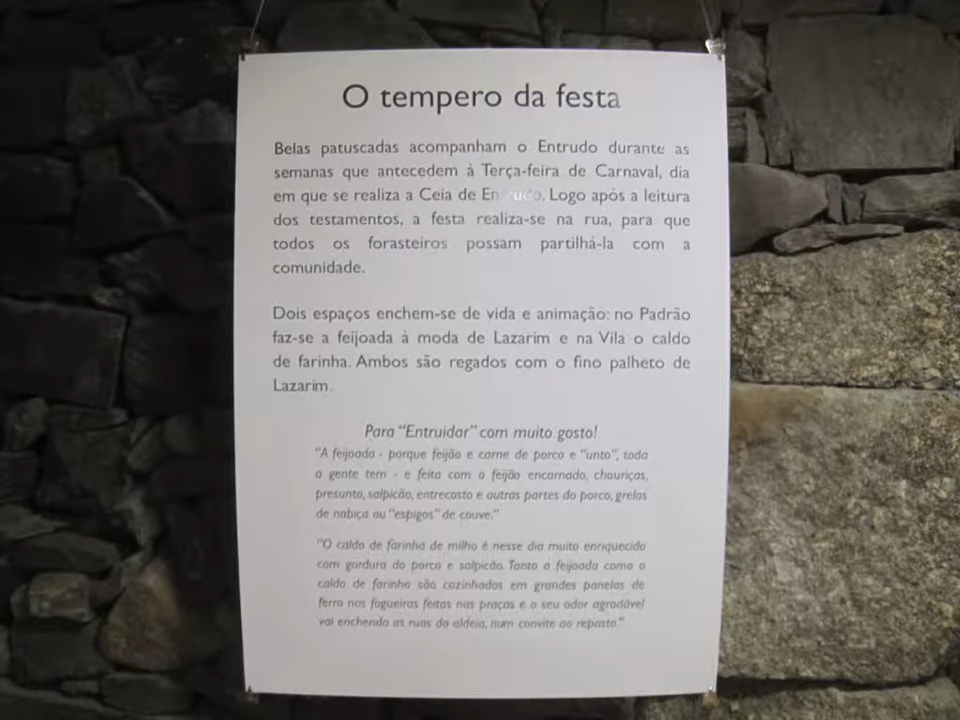 O tempero da festa
Belas patuscadas acompanham o Entrudo durante as
semanas que antecedem à Terça-feira de Carnaval, dia
em que se realiza a Ceia de Entrudo. Logo após a leitura
dos testamentos, a festa realiza-se na rua, para que
todos os forasteiros possam partilhá-la com a
comunidade.
Dois espaços enchem-se de vida e animação: no Padrão
faz-se a feijoada à moda de Lazarim e na Vila o caldo
de farinha. Ambos são regados com o fino palheto de
Lazarim.
Para "Entruidar" com muito gosto!
"A feijoada - porque feijão e carne de porco e "unto", toda
a gente tem - e feita com o feijão encarnado, chouriças,
presunto, salpicão, entrecosto e outras partes do porco, grelos
de nabiça ou "espigos" de couve."
"O caldo de farinha de milho é nesse dia muito enriquecido
com gordura do porco e salpicão. Tanto a feijoada como o
caldo de farinha são cozinhados em grandes panelas de
ferro nas fogueiras feitas nas praças e o seu odor agradável
vai enchendo as ruas da aldeia, num convite ao repasto."